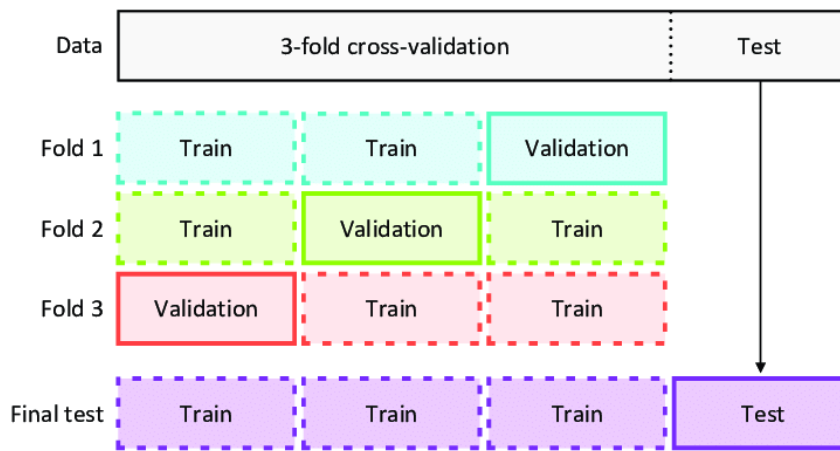 Data 3-fold cross-validation Test
Fold 1 Train Train Validation
Fold 2 Train Validation Train
Fold 3 Validation Train Train
Final test Train Train Train Test